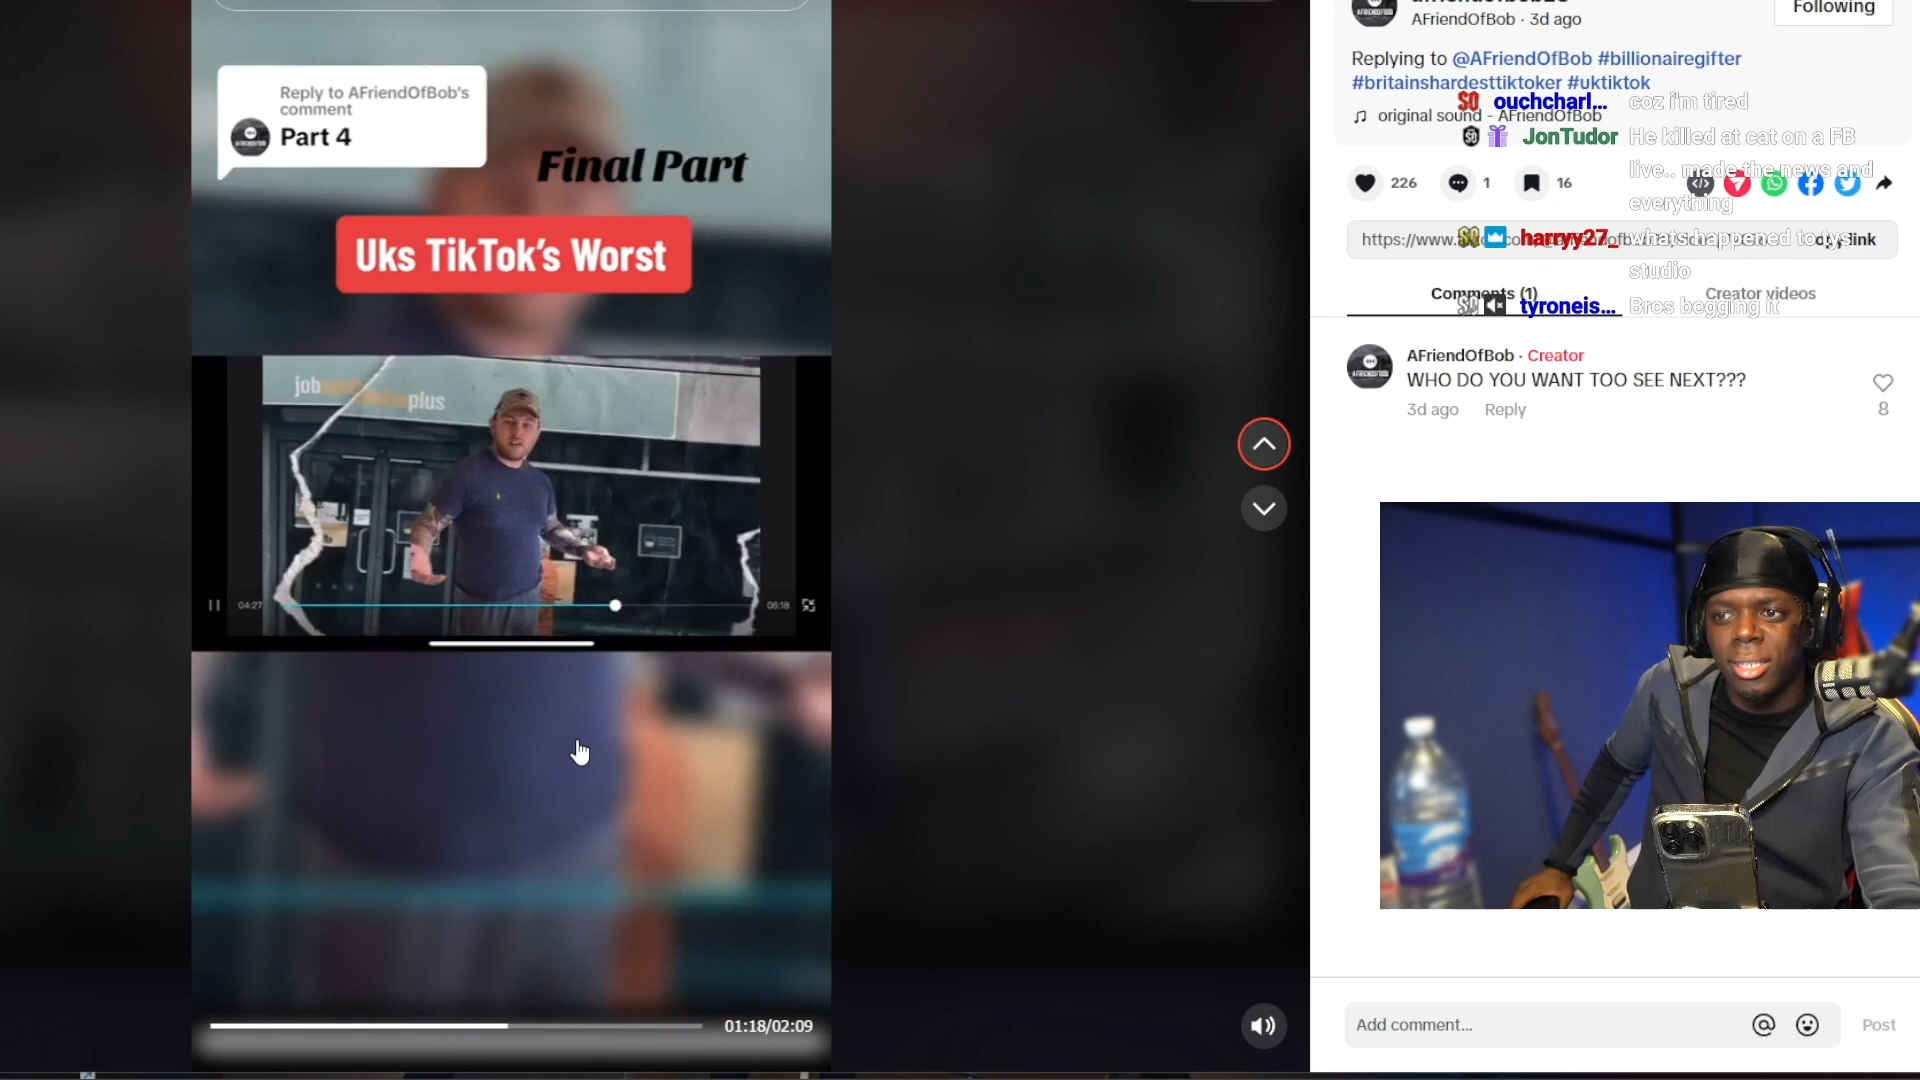 Reply to AFriendOfBob's
comment
Part 4
Final Part
Uks TikTok's Worst
job
plus
04:27
06:18
01:18/02:09
AFriendOfBob · 3d ago
Following
Replying to @AFriendOfBob #billionairegifter
#britainshardesttiktoker #uktiktok
original sound - AFriendOfBob
226
1
16
https://www.
link
Comments (1)
Creator videos
ouchcharl... coz i'm tired
JonTudor He killed at cat on a FB
live.. made the news and
everything
harryy27_ whats happened to tys
studio
tyroneis... Bros begging it
AFriendOfBob · Creator
WHO DO YOU WANT TOO SEE NEXT???
3d ago Reply
8
Add comment...
Post